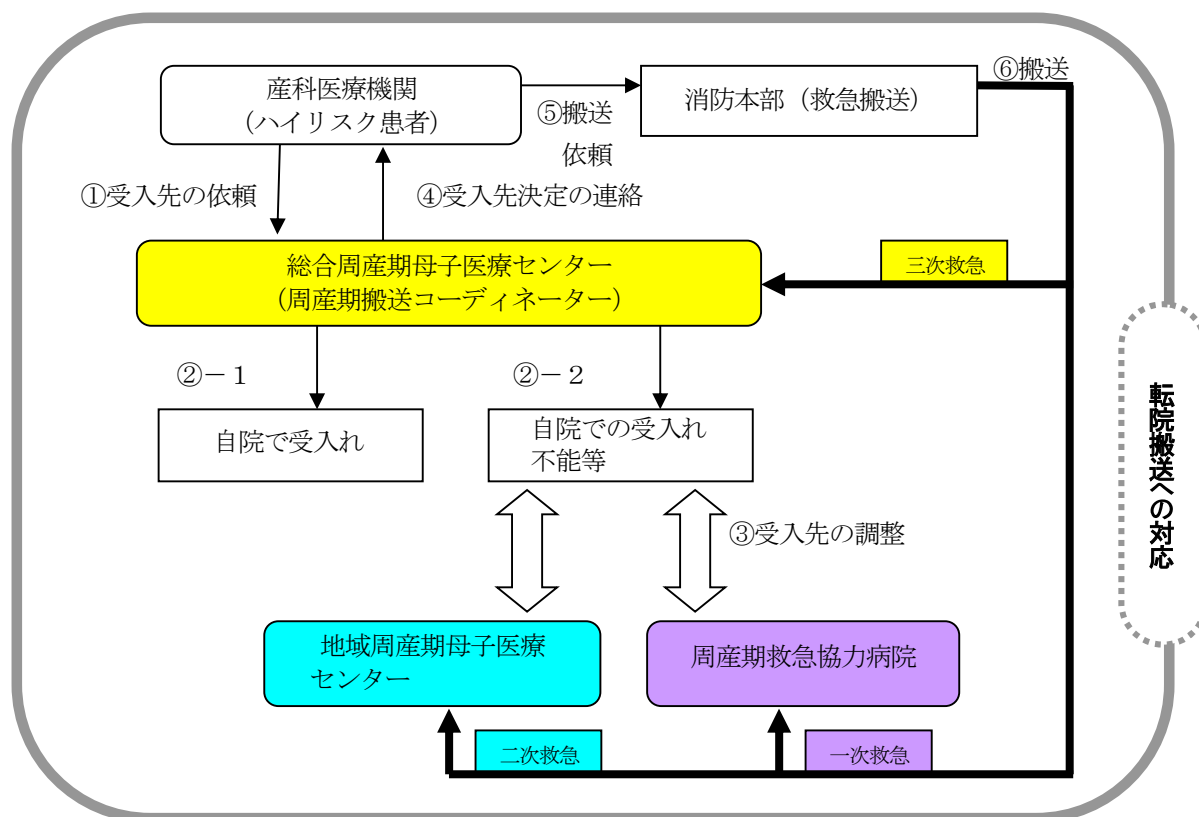 ⑥搬送
産科医療機関
（ハイリスク患者）
消防本部（救急搬送）
⑤搬送
依頼
①受入先の依頼
④受入先決定の連絡
総合周産期母子医療センター
（周産期搬送コーディネーター）
三次救急
②－１
②－２
自院で受入れ
自院での受入れ
不能等
転院搬送への対応
③受入先の調整
地域周産期母子医療
センター
周産期救急協力病院
二次救急
一次救急